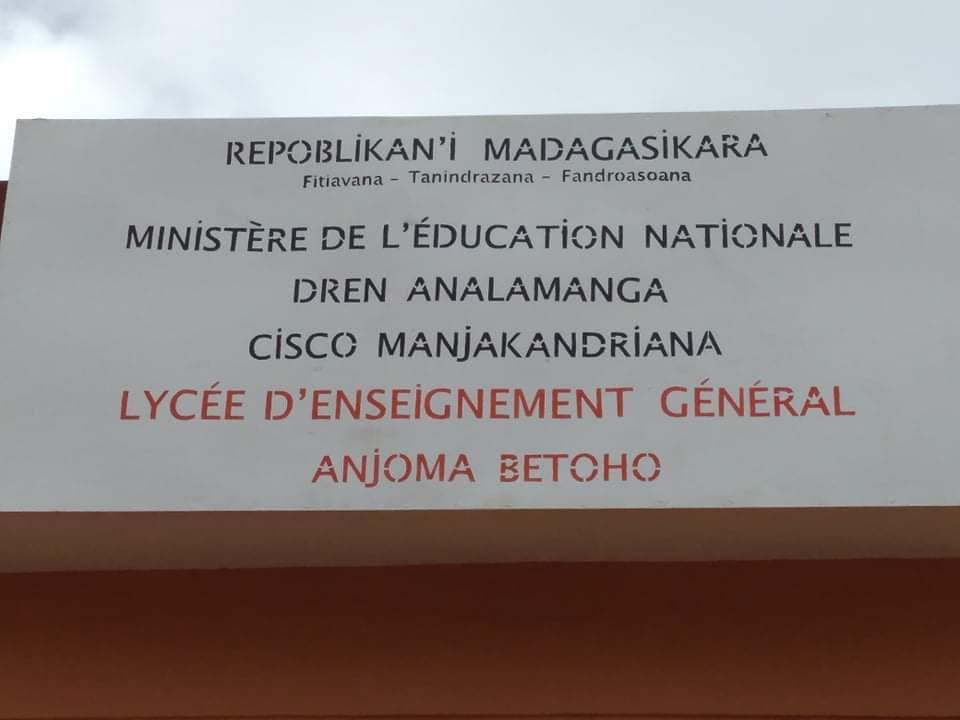 REPOBLIKAN'I MADAGASIKARA
Fitiavana - Tanindrazana - Fandroasoana
MINISTÈRE DE L'ÉDUCATION NATIONALE
DREN ANALAMANGA
CISCO MANJAKANDRIANA
LYCÉE D'ENSEIGNEMENT GÉNÉRAL
ANJOMA BETOHO